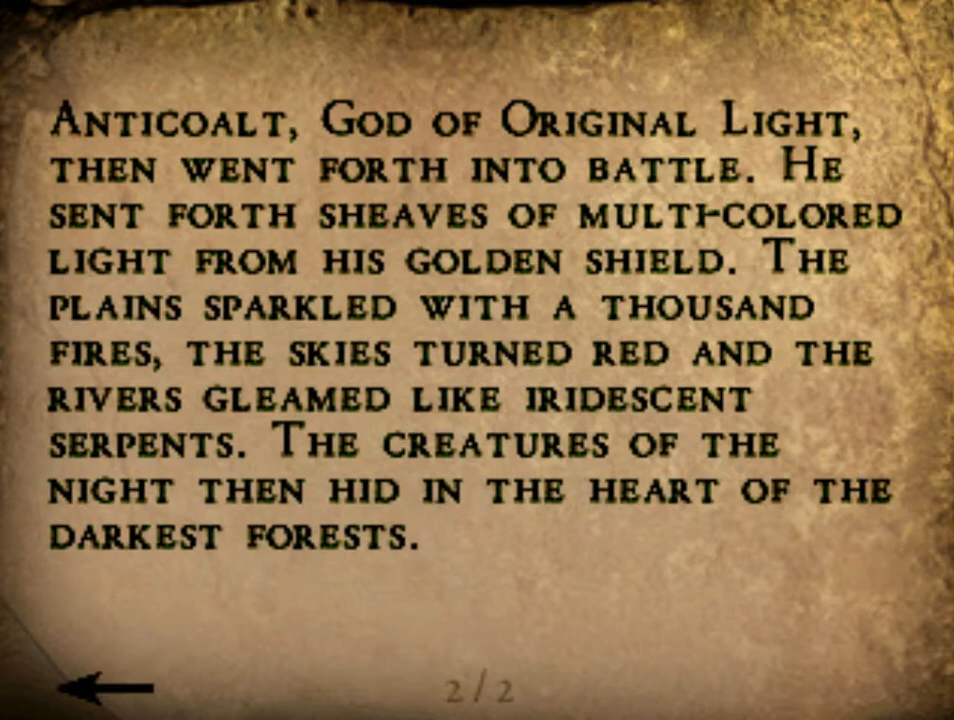 Anticoalt, God of Original Light,
then went forth into battle. He
sent forth sheaves of multi-colored
light from his golden shield. The
plains sparkled with a thousand
fires, the skies turned red and the
rivers gleamed like iridescent
serpents. The creatures of the
night then hid in the heart of the
darkest forests.
2/2